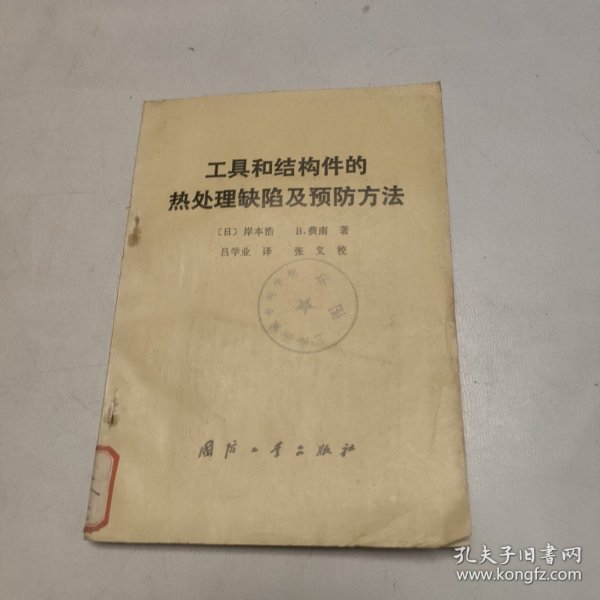 工具和结构件的
热处理缺陷及预防方法
〔日〕岸本浩 B.费南 著
吕学业 译 张义 校
国防工业出版社
孔夫子旧书网
www.kongfz.com